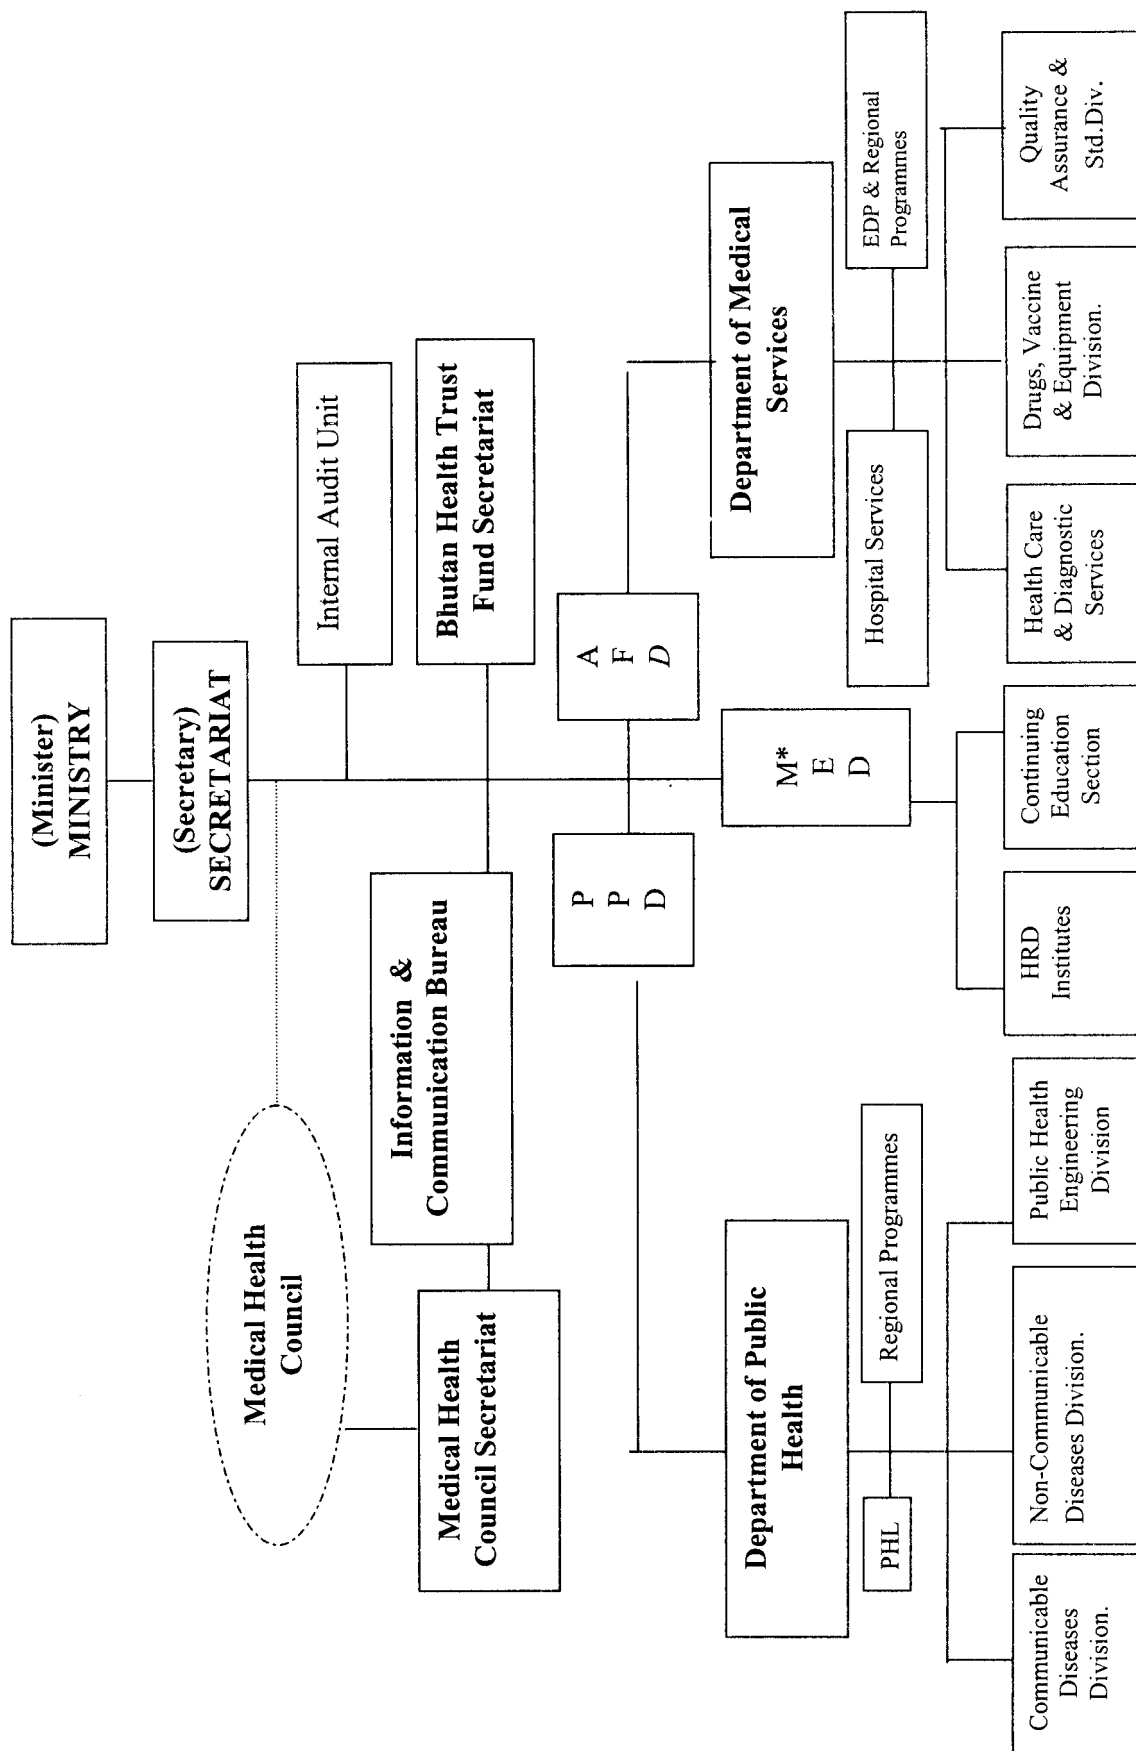 (Minister)
MINISTRY
(Secretary)
SECRETARIAT
Medical Health
Council
Internal Audit Unit
Medical Health
Council Secretariat
Information &
Communication Bureau
Bhutan Health Trust
Fund Secretariat
P
P
D
A
F
D
M*
E
D
Department of Public
Health
Department of Medical
Services
PHL
Regional Programmes
Hospital Services
EDP & Regional
Programmes
Communicable
Diseases
Division.
Non-Communicable
Diseases Division.
Public Health
Engineering
Division
HRD
Institutes
Continuing
Education
Section
Health Care
& Diagnostic
Services
Drugs, Vaccine
& Equipment
Division.
Quality
Assurance &
Std.Div.